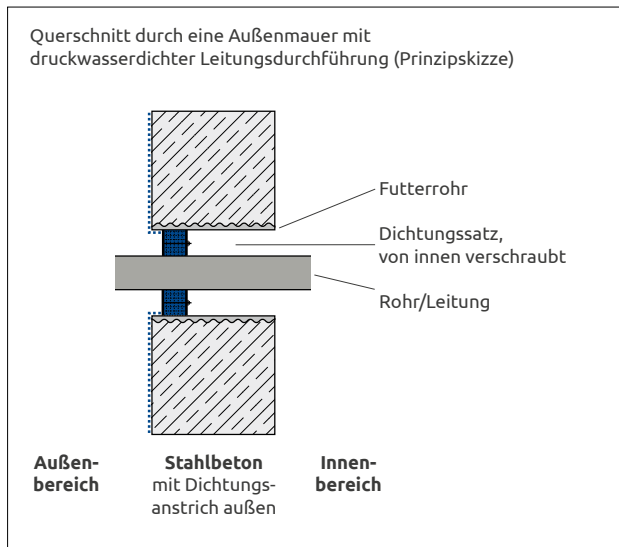 Querschnitt durch eine Außenmauer mit
druckwasserdichter Leitungsdurchführung (Prinzipskizze)
Futterrohr
Dichtungssatz,
von innen verschraubt
Rohr/Leitung
Außen-
bereich
Stahlbeton
mit Dichtungs-
anstrich außen
Innen-
bereich